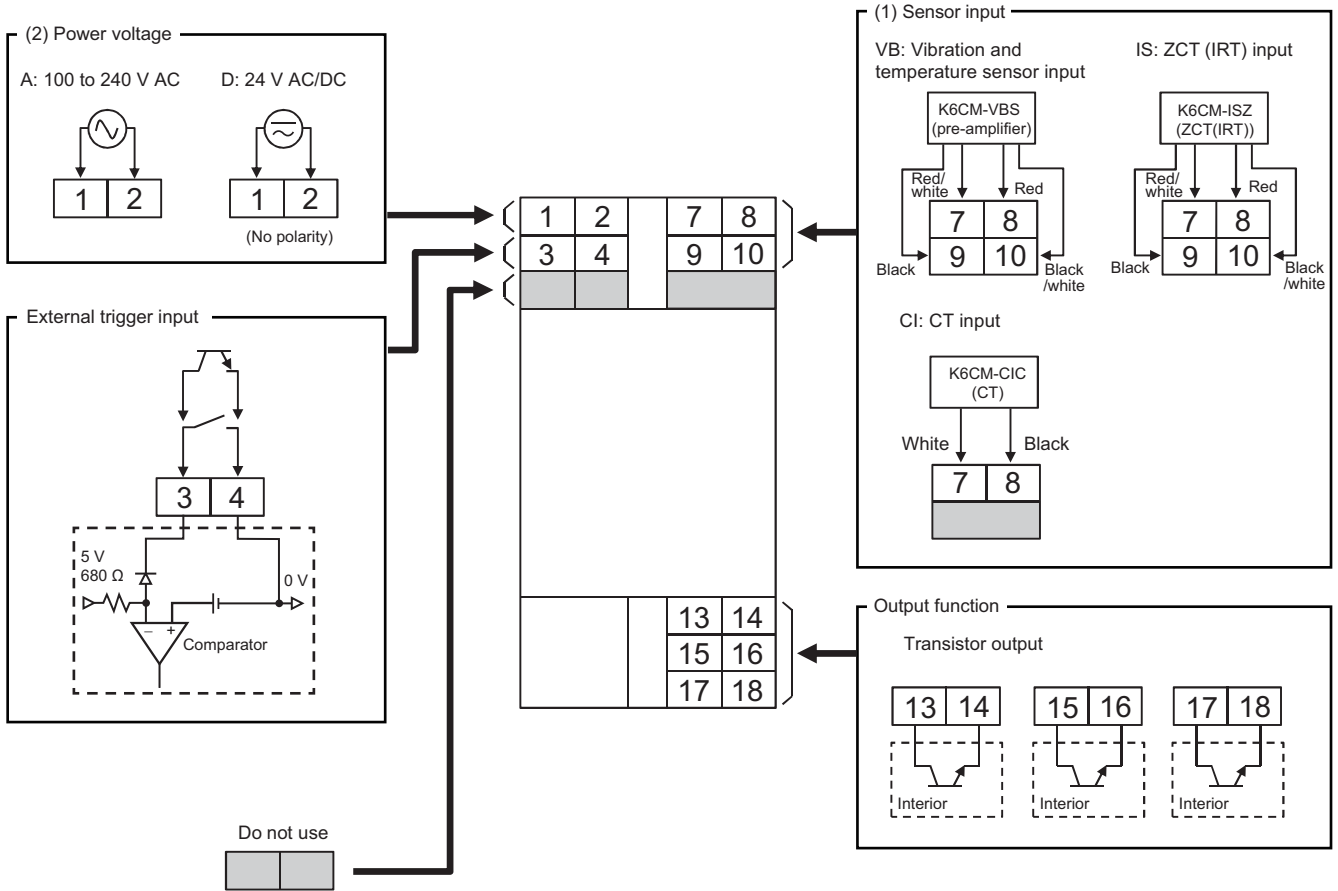 (2) Power voltage
A: 100 to 240 V AC
D: 24 V AC/DC
1 2
1 2
(No polarity)
External trigger input
3 4
5 V
680 Ω
0 V
− +
Comparator
Do not use
1 2 7 8
3 4 9 10
13 14
15 16
17 18
(1) Sensor input
VB: Vibration and
temperature sensor input
K6CM-VBS
(pre-amplifier)
Red/
white
Red
7 8
9 10
Black
Black
/white
IS: ZCT (IRT) input
K6CM-ISZ
(ZCT(IRT))
Red/
white
Red
7 8
9 10
Black
Black
/white
CI: CT input
K6CM-CIC
(CT)
White
Black
7 8
Output function
Transistor output
13 14
15 16
17 18
Interior
Interior
Interior